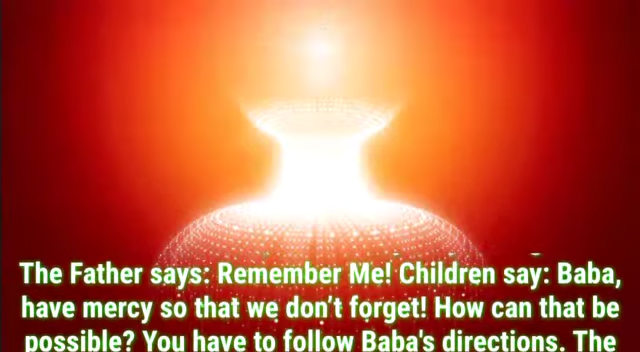 The Father says: Remember Me! Children say: Baba,
have mercy so that we don't forget! How can that be
possible? You have to follow Baba's directions. The